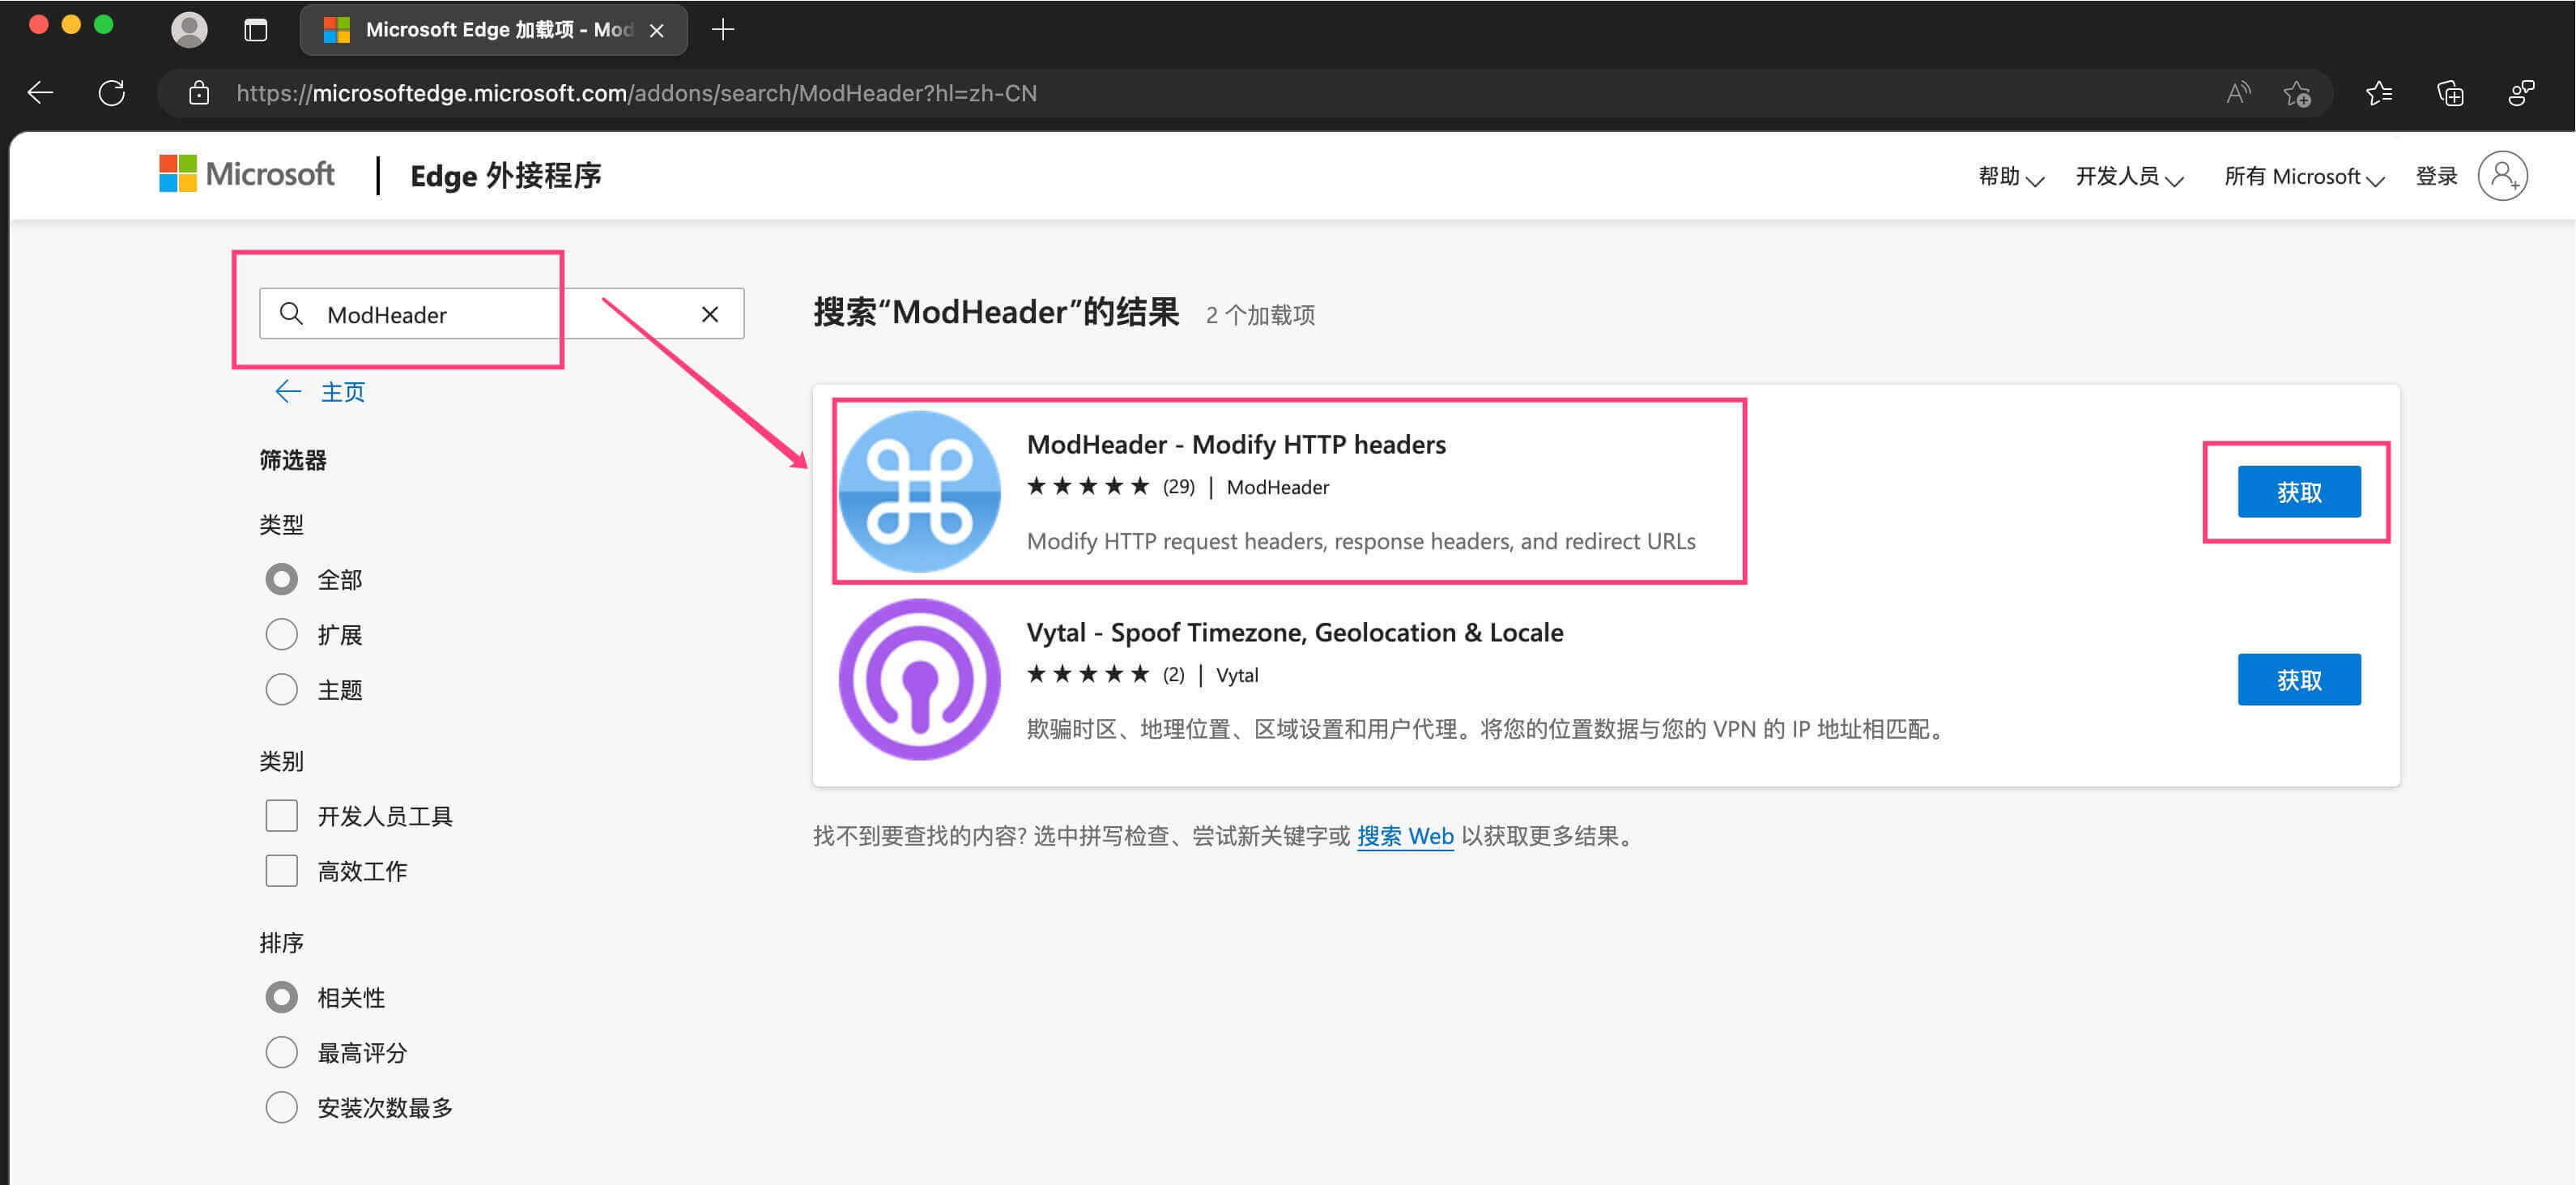 Microsoft Edge 加载项 - Mod
https://microsoftedge.microsoft.com/addons/search/ModHeader?hl=zh-CN
Microsoft | Edge 外接程序
帮助 开发人员 所有 Microsoft 登录
ModHeader
主页
筛选器
类型
全部
扩展
主题
类别
开发人员工具
高效工作
排序
相关性
最高评分
安装次数最多
搜索“ModHeader”的结果 2 个加载项
ModHeader - Modify HTTP headers
★ ★ ★ ★ ★ (29) | ModHeader
Modify HTTP request headers, response headers, and redirect URLs
获取
Vytal - Spoof Timezone, Geolocation & Locale
★ ★ ★ ★ ★ (2) | Vytal
欺骗时区、地理位置、区域设置和用户代理。将您的位置数据与您的 VPN 的 IP 地址相匹配。
获取
找不到要查找的内容? 选中拼写检查、尝试新关键字或 搜索 Web 以获取更多结果。